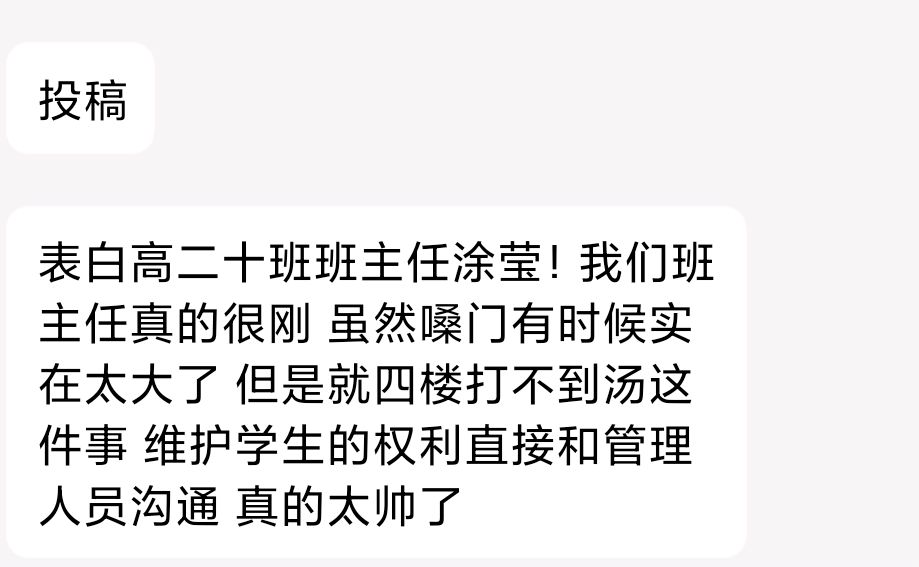 投稿
表白高二十班班主任涂莹！我们班
主任真的很刚 虽然嗓门有时候实
在太大了 但是就四楼打不到汤这
件事 维护学生的权利直接和管理
人员沟通 真的太帅了